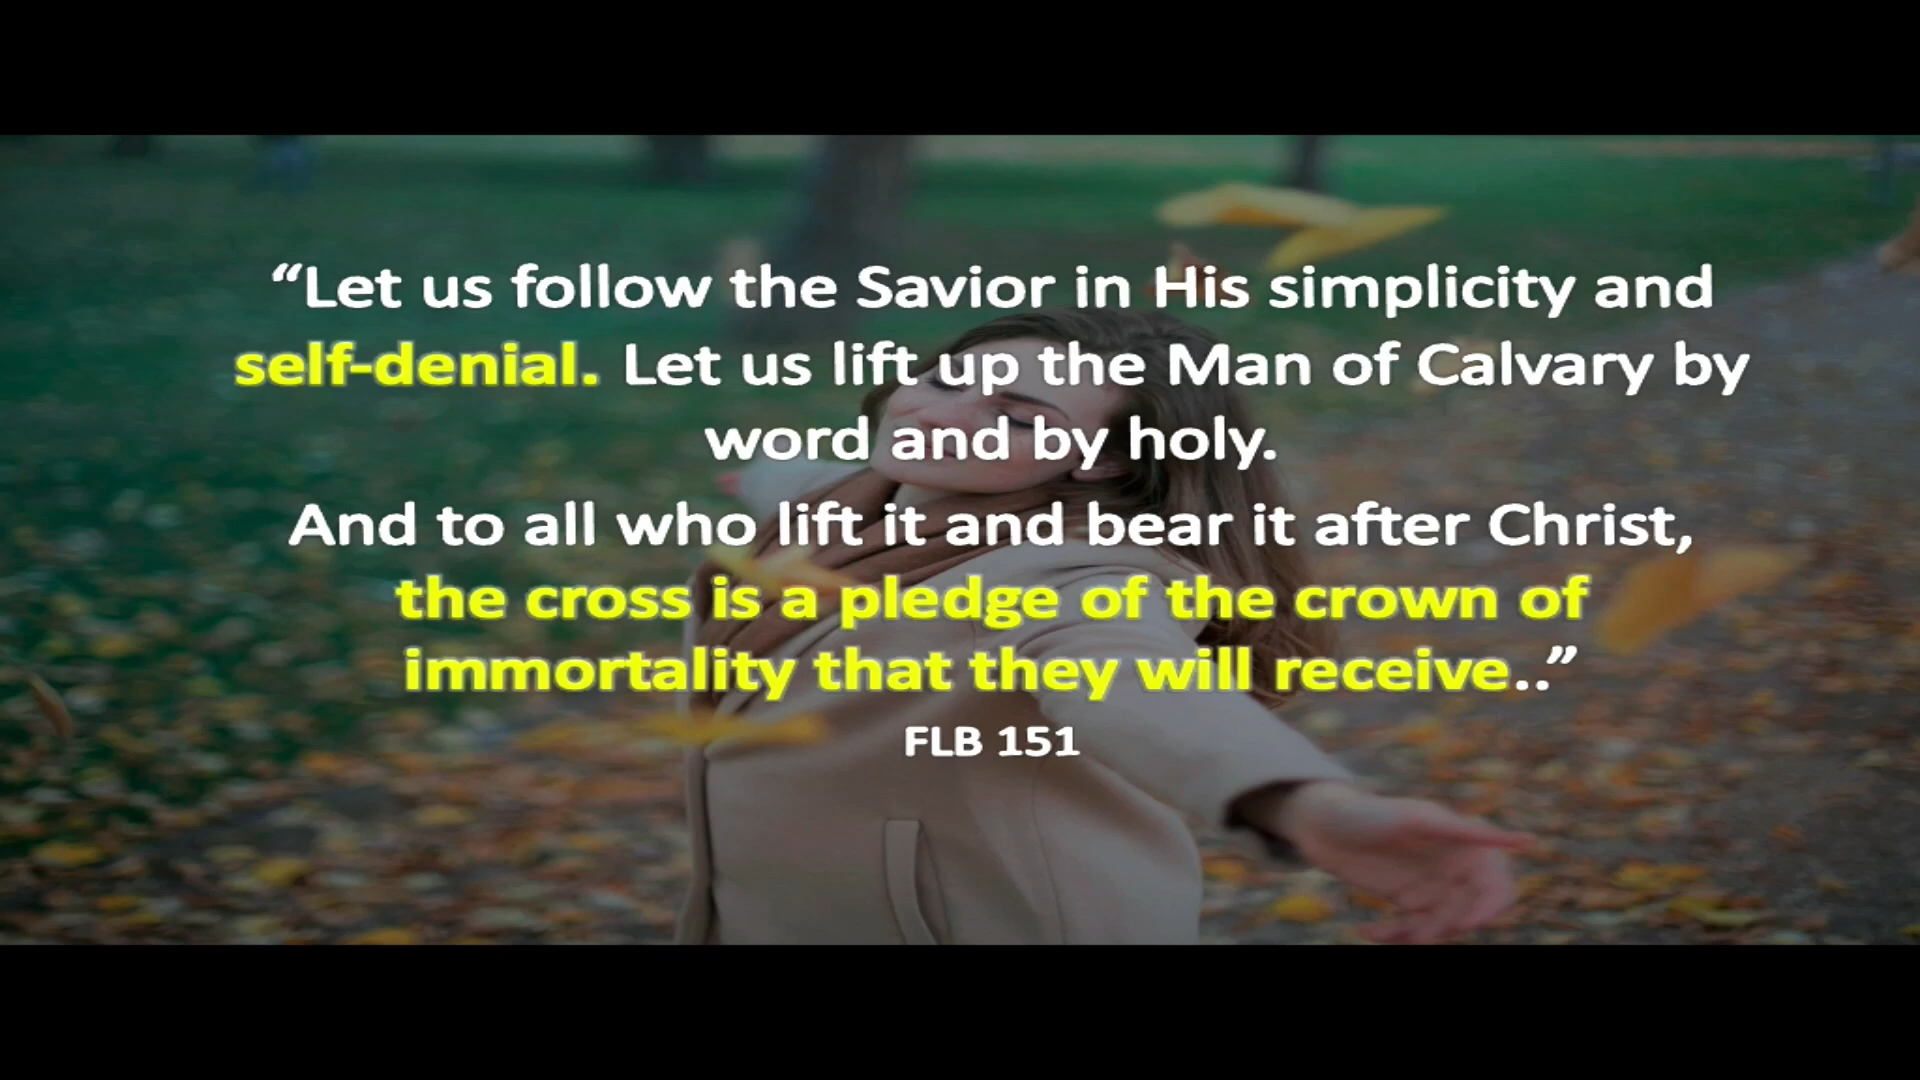 “Let us follow the Savior in His simplicity and
self-denial. Let us lift up the Man of Calvary by
word and by holy.
And to all who lift it and bear it after Christ,
the cross is a pledge of the crown of
immortality that they will receive..”
FLB 151